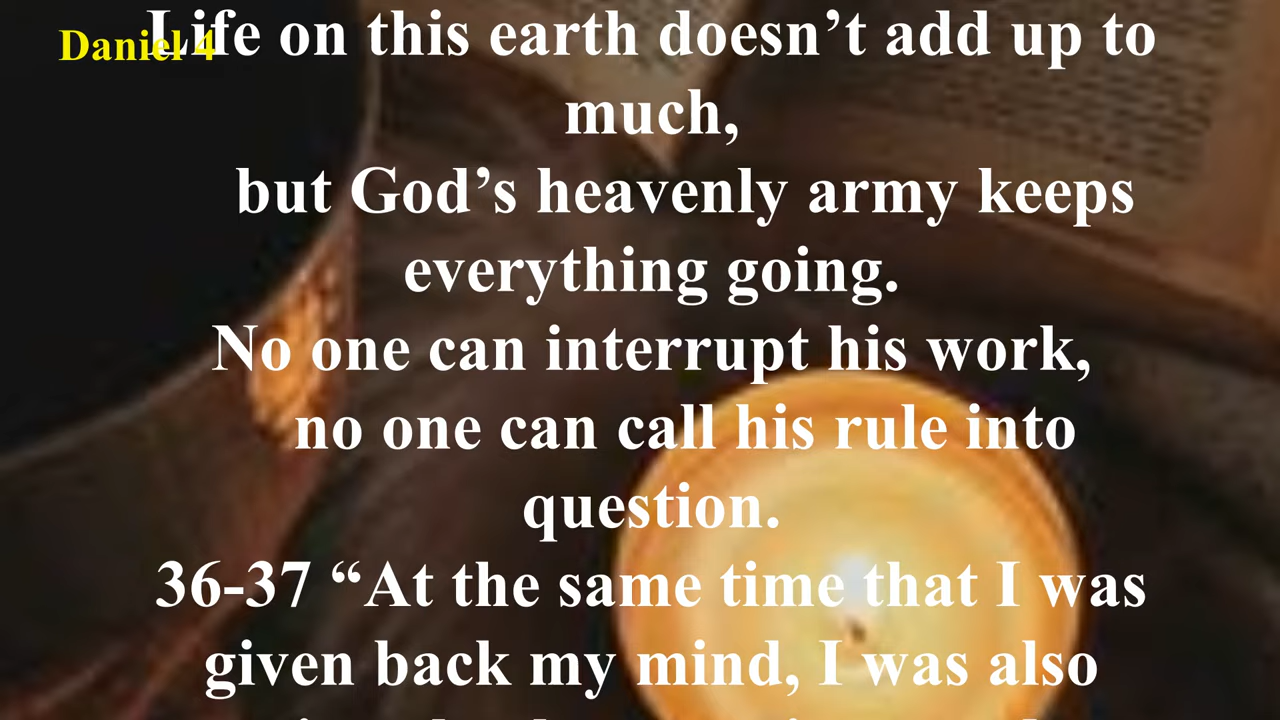 Daniel 4
Life on this earth doesn’t add up to
much,
but God’s heavenly army keeps
everything going.
No one can interrupt his work,
no one can call his rule into
question.
36-37 “At the same time that I was
given back my mind, I was also